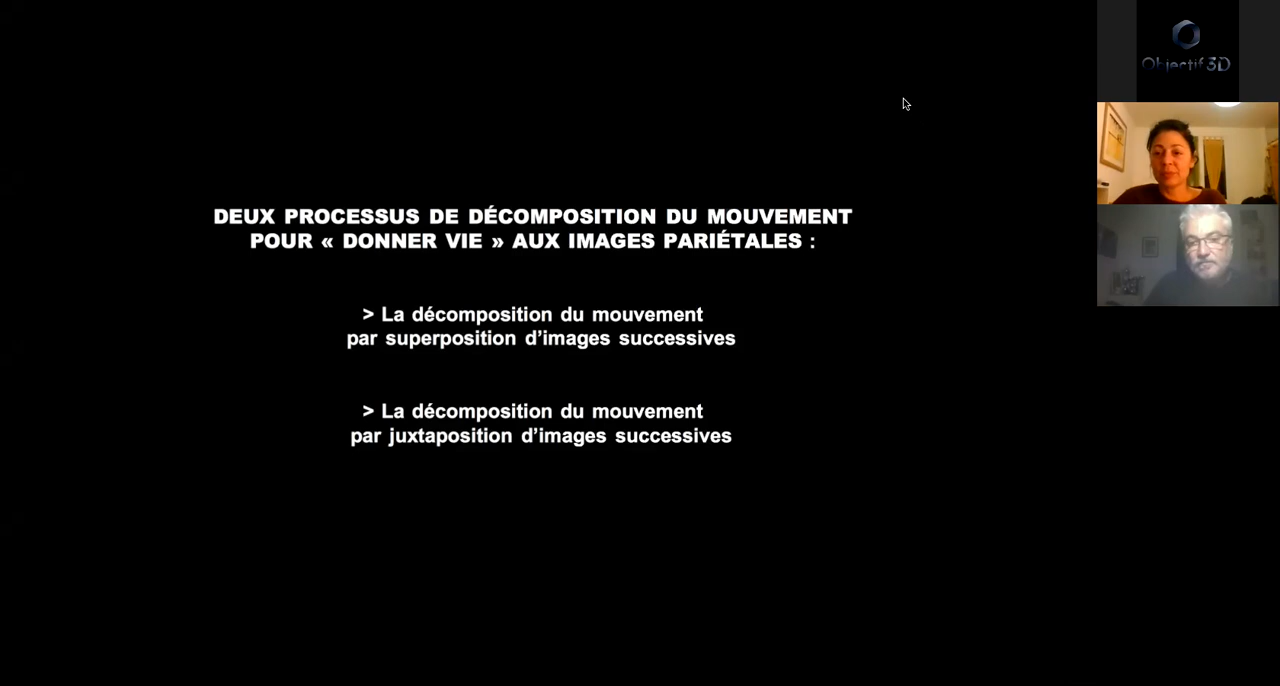 Objectif 3D
DEUX PROCESSUS DE DÉCOMPOSITION DU MOUVEMENT
POUR « DONNER VIE » AUX IMAGES PARIÉTALES :
> La décomposition du mouvement
par superposition d’images successives
> La décomposition du mouvement
par juxtaposition d’images successives